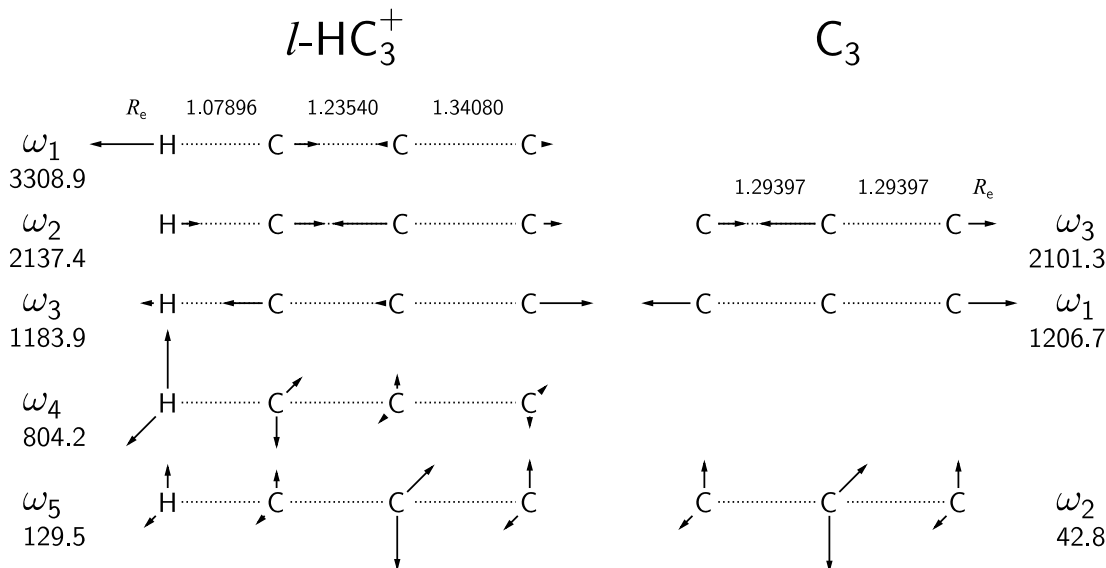 l-HC₃⁺ C₃
Rₑ 1.07896 1.23540 1.34080
ω₁ H C C C
3308.9
1.29397 1.29397 Rₑ
ω₂ H C C C C C C ω₃
2137.4 2101.3
ω₃ H C C C C C C ω₁
1183.9 1206.7
ω₄ H C C C
804.2
ω₅ H C C C C C C ω₂
129.5 42.8